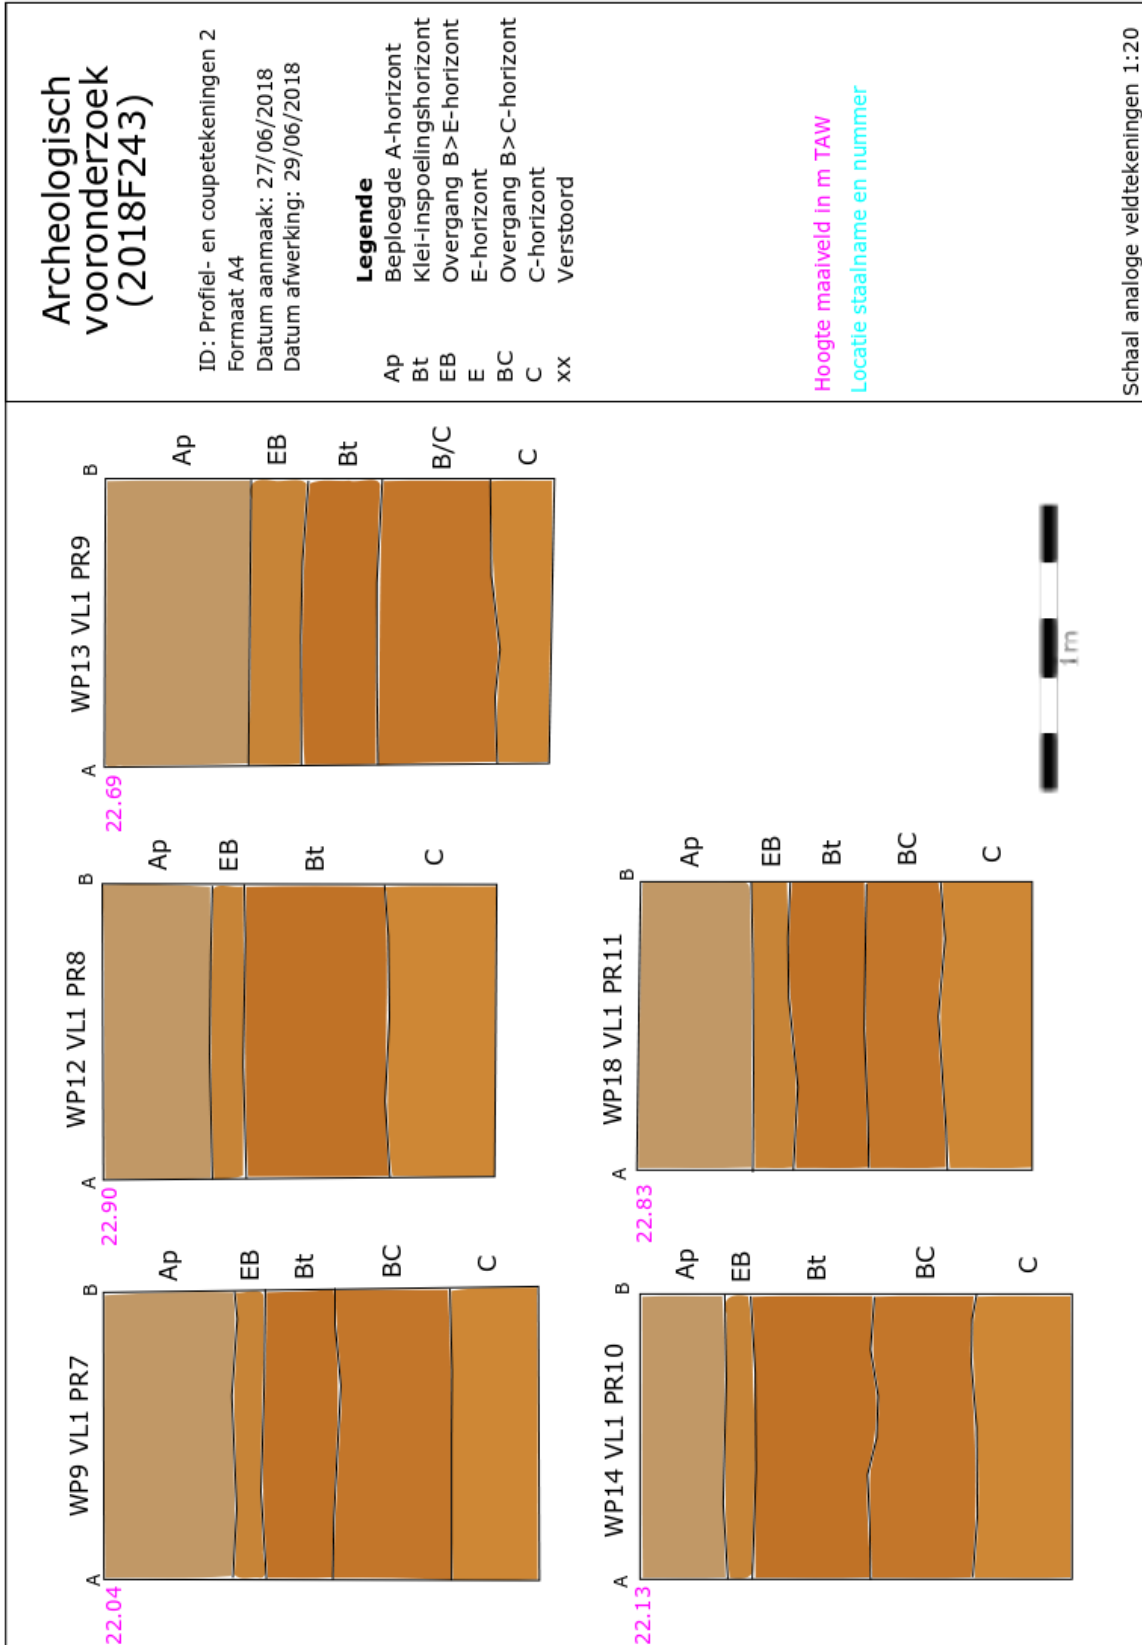 Archeologisch
vooronderzoek
(2018F243)
ID: Profiel- en coupetekeningen 2
Formaat A4
Datum aanmaak: 27/06/2018
Datum afwerking: 29/06/2018
Legende
Ap Beploegde A-horizont
Bt Klei-inspoelingshorizont
EB Overgang B>E-horizont
E E-horizont
BC Overgang B>C-horizont
C C-horizont
xx Verstoord
Hoogte maaiveld in m TAW
Locatie staalname en nummer
Schaal analoge veldtekeningen 1:20
WP9 VL1 PR7
22.04
A
B
Ap
EB
Bt
BC
C
WP12 VL1 PR8
22.90
A
B
Ap
EB
Bt
C
WP13 VL1 PR9
22.69
A
B
Ap
EB
Bt
B/C
C
WP14 VL1 PR10
22.13
A
B
Ap
EB
Bt
BC
C
WP18 VL1 PR11
22.83
A
B
Ap
EB
Bt
BC
C
1m